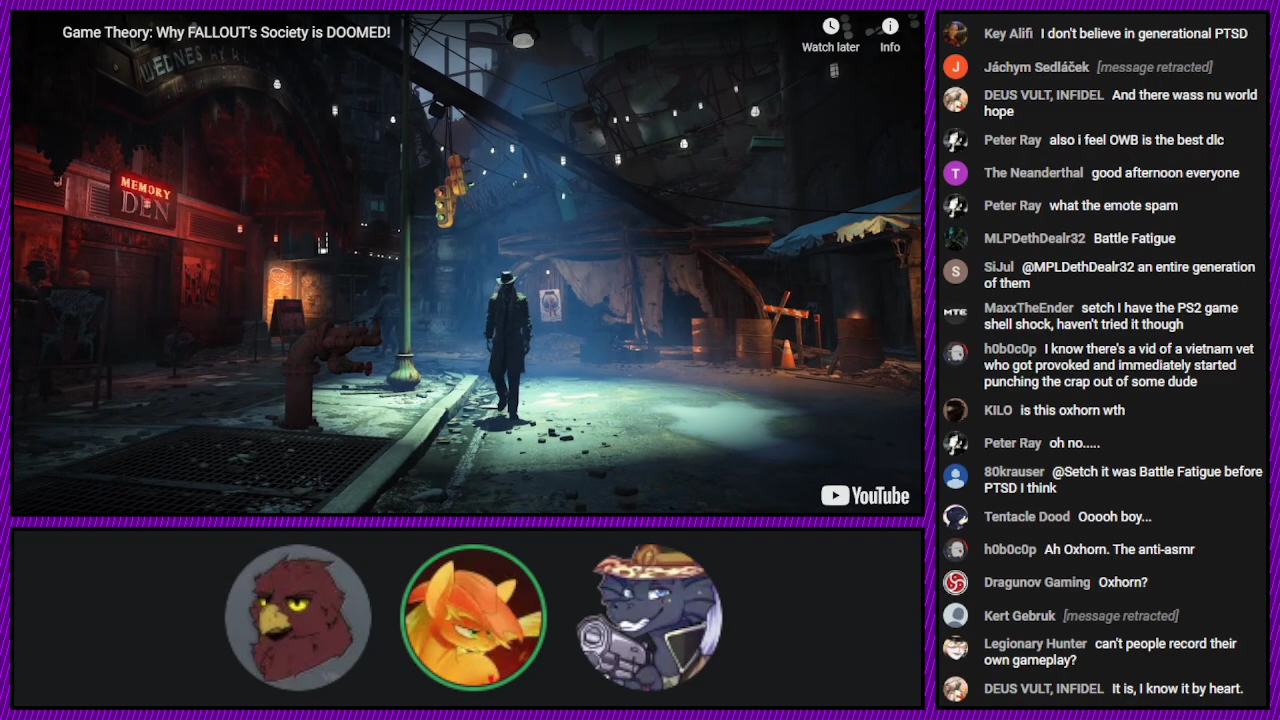 Game Theory: Why FALLOUT's Society is DOOMED!
Watch later
Info
MEMORY
DEN
YouTube
Key Alifi I don't believe in generational PTSD
J
Jáchym Sedláček [message retracted]
DEUS VULT, INFIDEL And there wass nu world
hope
Peter Ray also i feel OWB is the best dlc
T
The Neanderthal good afternoon everyone
Peter Ray what the emote spam
MLPDethDealr32 Battle Fatigue
S
SiJul @MPLDethDealr32 an entire generation
of them
MTE
MaxxTheEnder setch I have the PS2 game
shell shock, haven't tried it though
h0b0c0p I know there's a vid of a vietnam vet
who got provoked and immediately started
punching the crap out of some dude
KILO is this oxhorn wth
Peter Ray oh no.....
80krauser @Setch it was Battle Fatigue before
PTSD I think
Tentacle Dood Ooooh boy...
h0b0c0p Ah Oxhorn. The anti-asmr
Dragunov Gaming Oxhorn?
Kert Gebruk [message retracted]
Legionary Hunter can't people record their
own gameplay?
DEUS VULT, INFIDEL It is, I know it by heart.